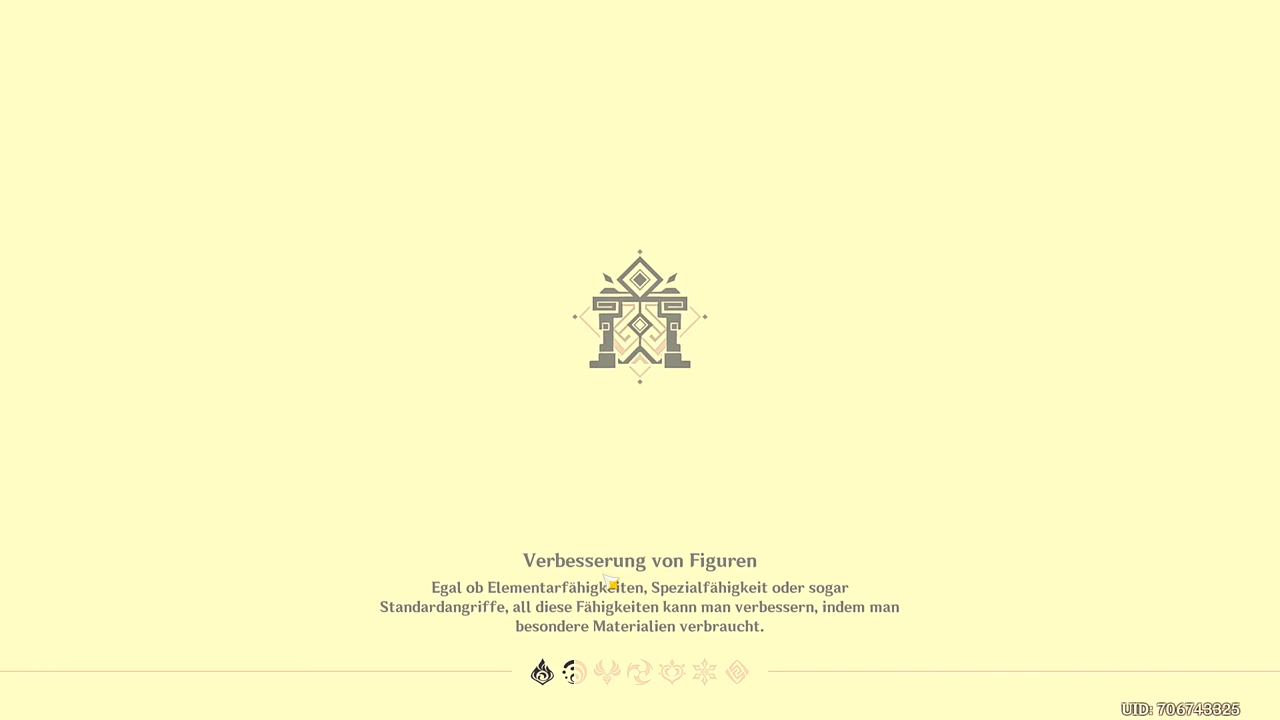 Verbesserung von Figuren
Egal ob Elementarfähigkeiten, Spezialfähigkeit oder sogar
Standardangriffe, all diese Fähigkeiten kann man verbessern, indem man
besondere Materialien verbraucht.
UID: 706743325